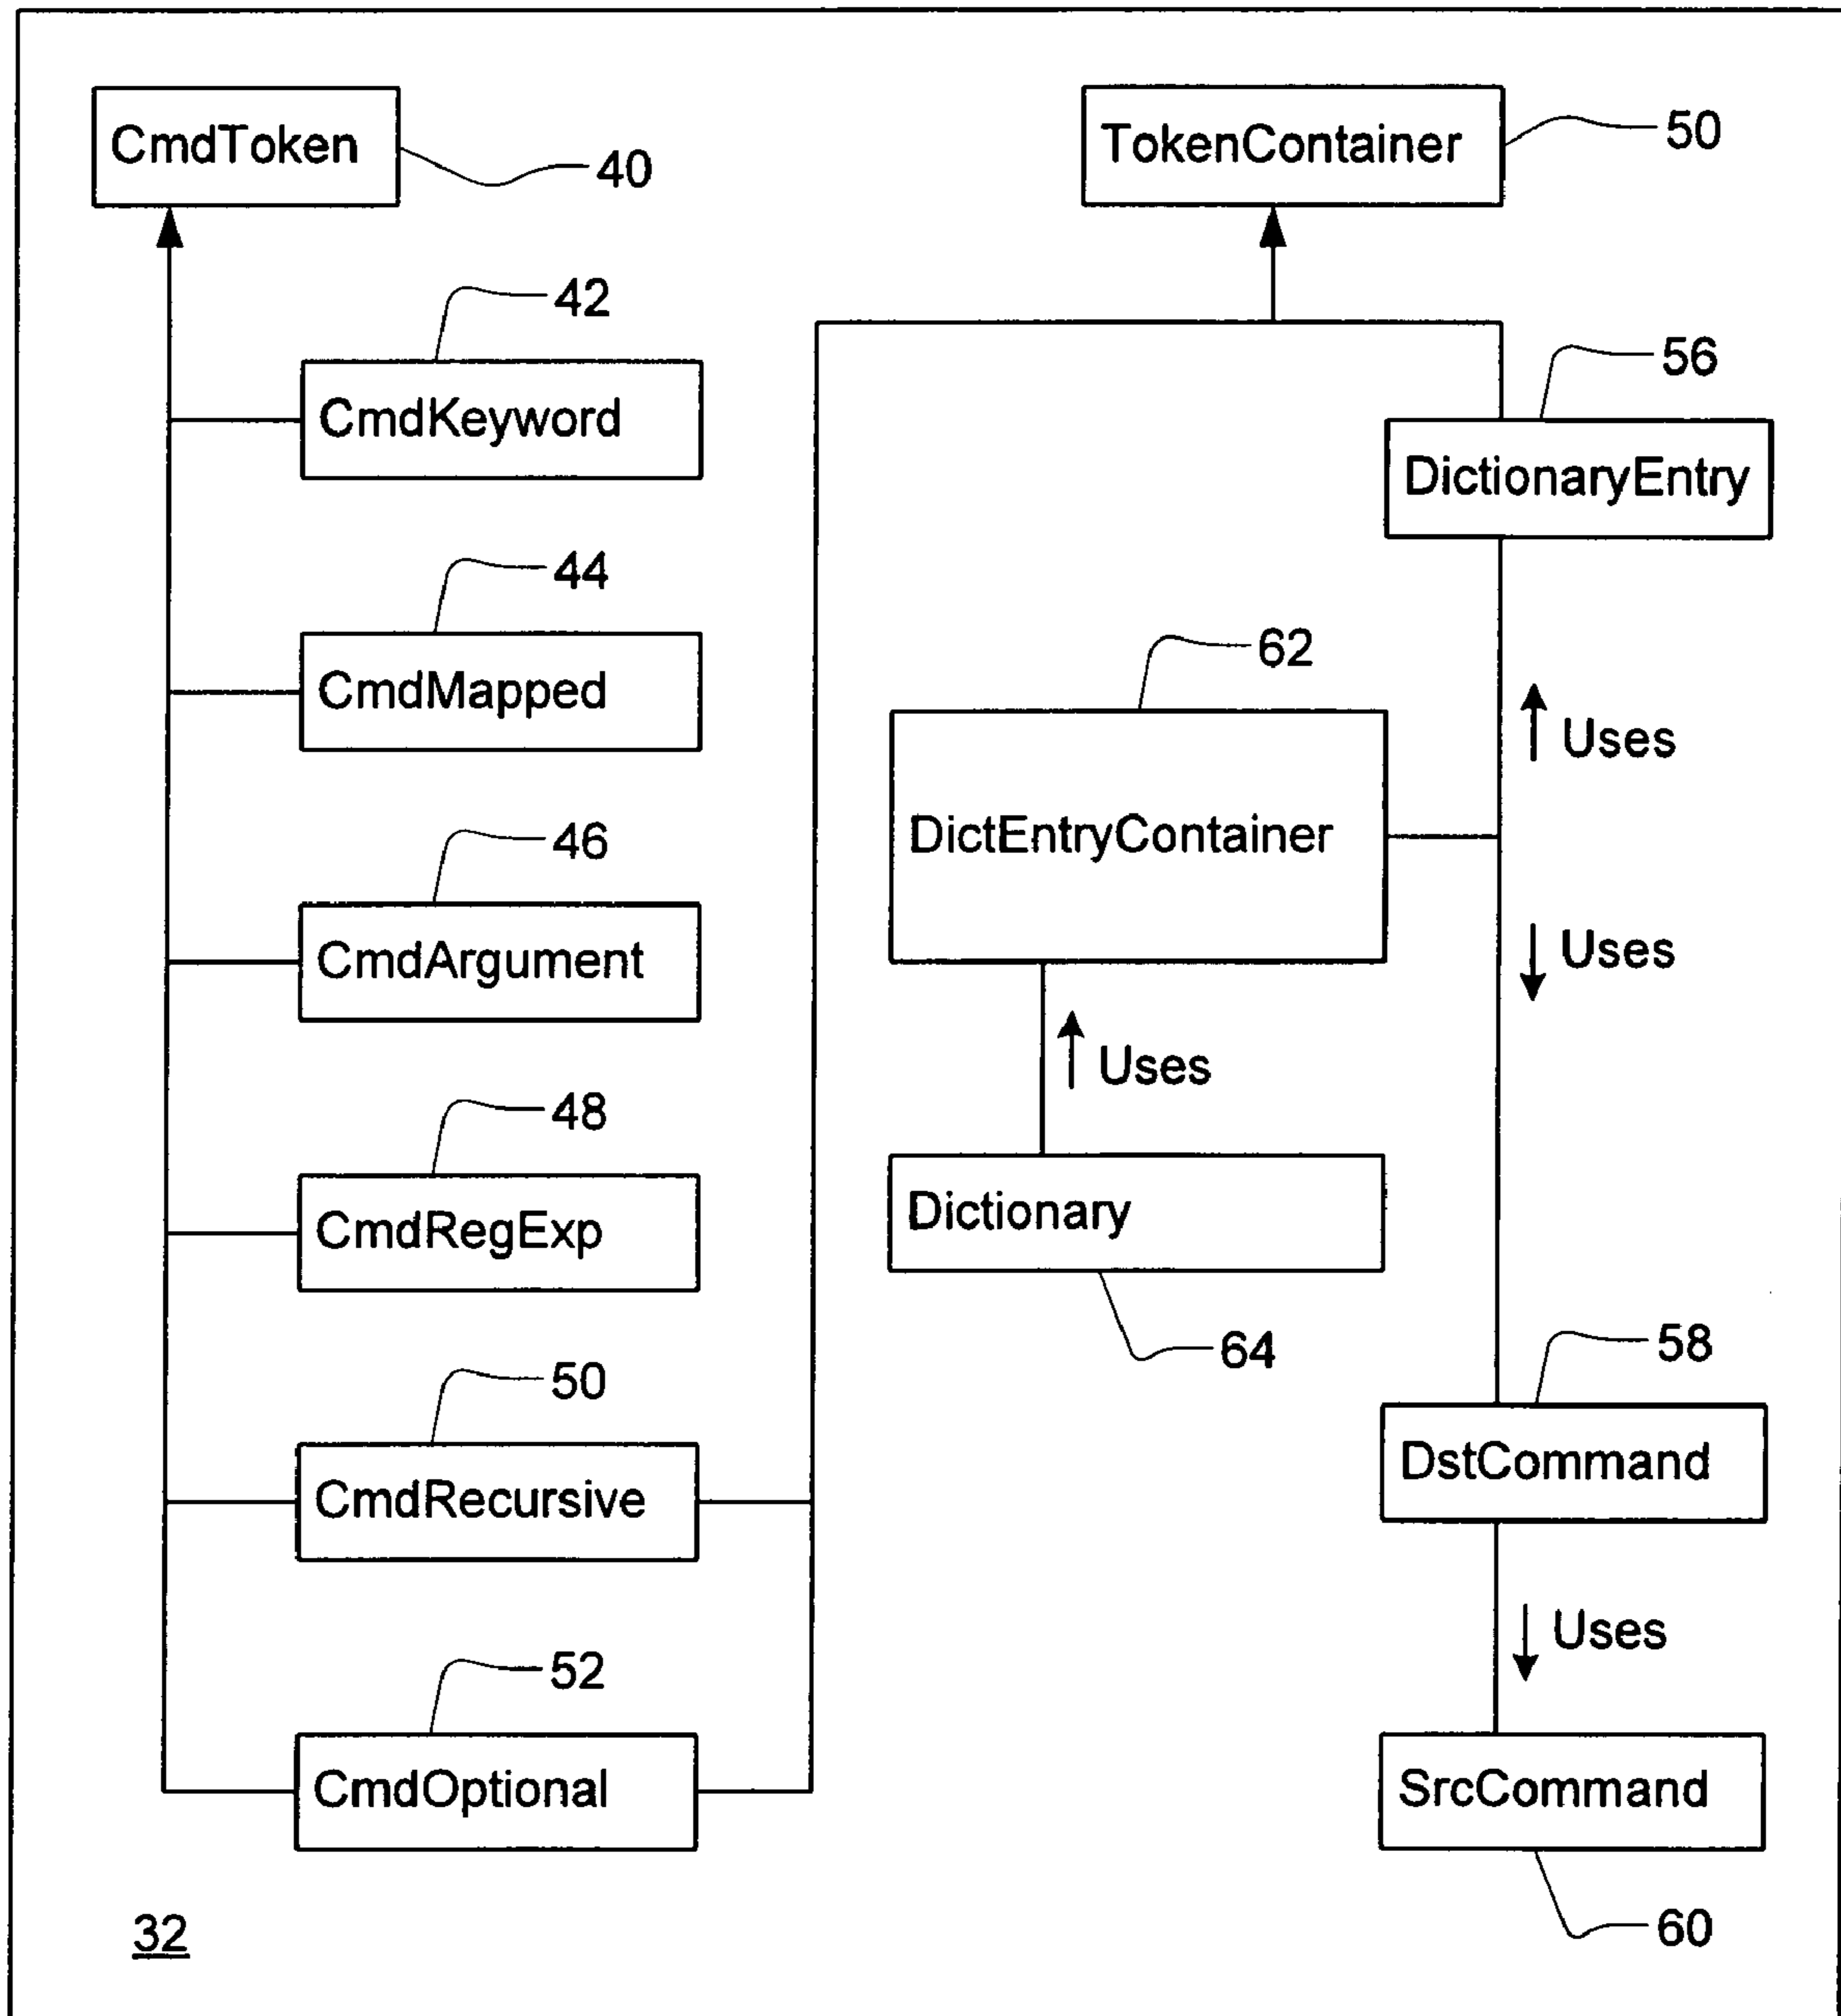 CmdToken
40
TokenContainer
50
42
CmdKeyword
56
DictionaryEntry
44
CmdMapped
62
DictEntryContainer
Uses
46
CmdArgument
Uses
Uses
48
CmdRegExp
Dictionary
64
50
CmdRecursive
58
DstCommand
Uses
52
CmdOptional
SrcCommand
60
32